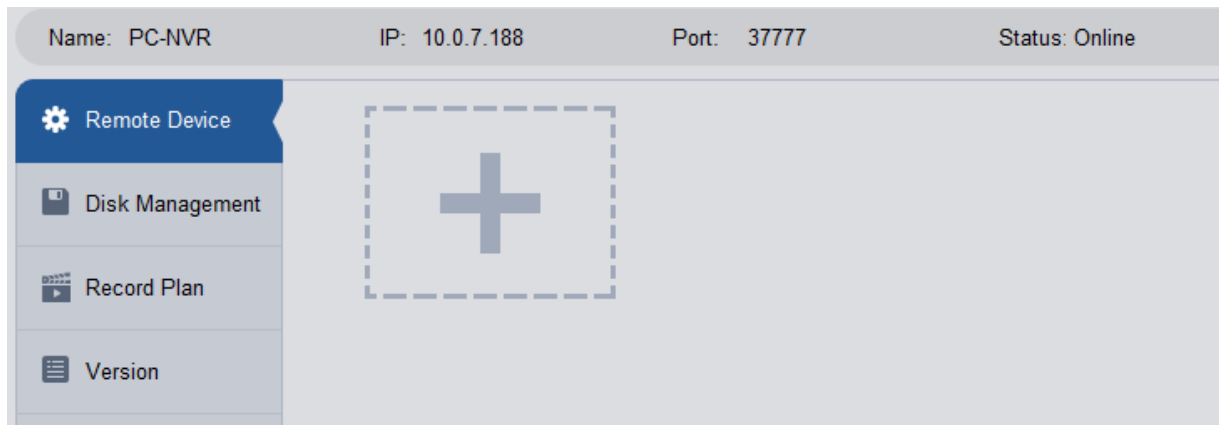 Name: PC-NVR IP: 10.0.7.188 Port: 37777 Status: Online
Remote Device
Disk Management
Record Plan
Version